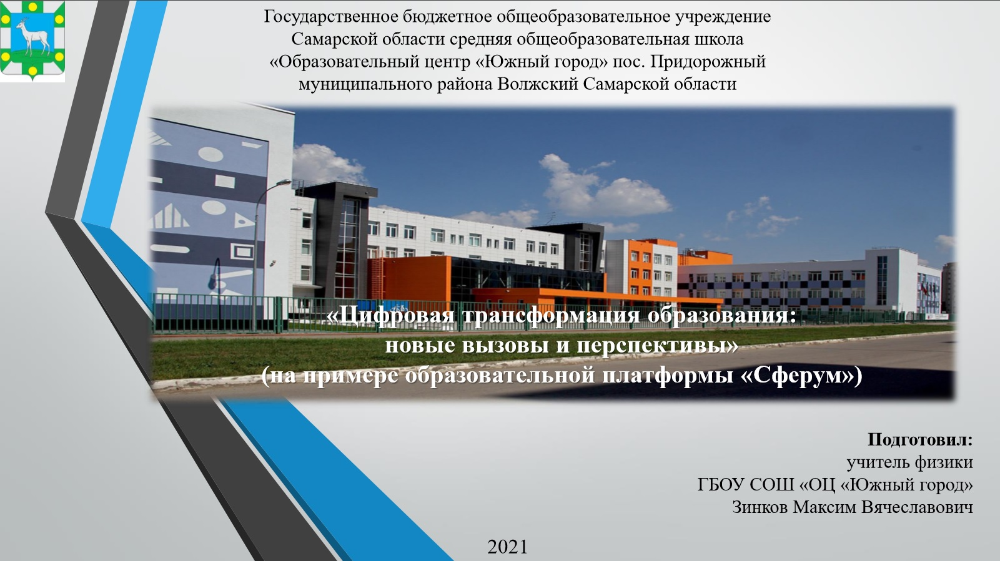 Государственное бюджетное общеобразовательное учреждение
Самарской области средняя общеобразовательная школа
«Образовательный центр «Южный город» пос. Придорожный
муниципального района Волжский Самарской области
«Цифровая трансформация образования:
новые вызовы и перспективы»
(на примере образовательной платформы «Сферум»)
Подготовил:
учитель физики
ГБОУ СОШ «ОЦ «Южный город»
Зинков Максим Вячеславович
2021